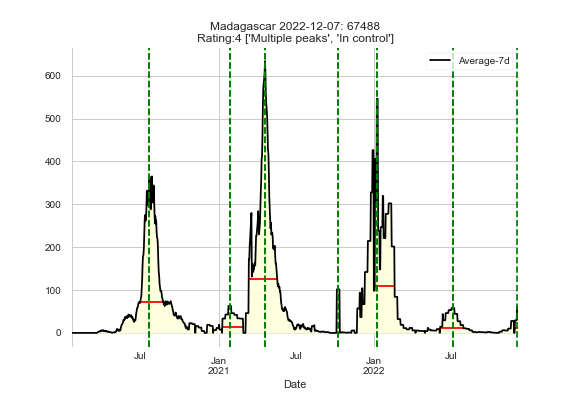 Madagascar 2022-12-07: 67488
Rating:4 ['Multiple peaks', 'In control']
Average-7d
600
500
400
300
200
100
0
Jul
Jan
2021
Jul
Jan
2022
Jul
Date